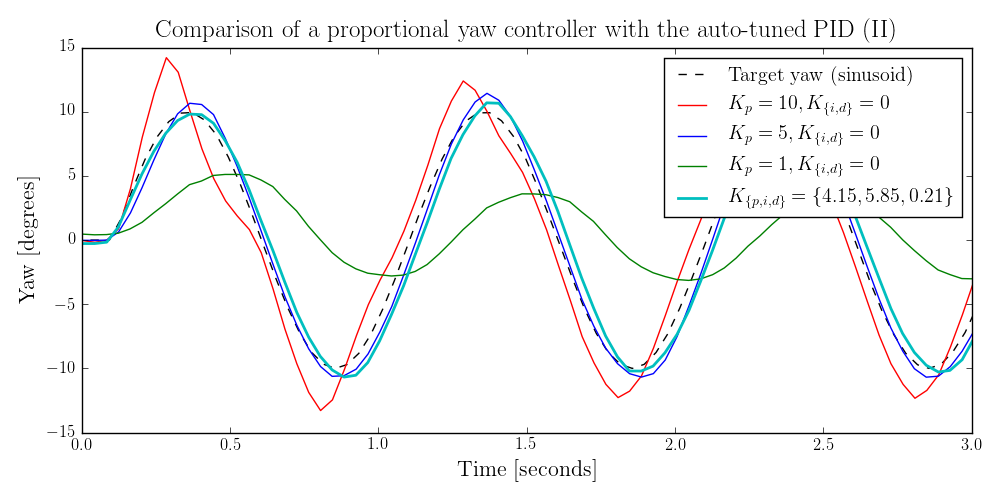 Comparison of a proportional yaw controller with the auto-tuned PID (II)
15
10
5
0
−5
−10
−15
Yaw [degrees]
Target yaw (sinusoid)
K_p = 10, K_{i,d} = 0
K_p = 5, K_{i,d} = 0
K_p = 1, K_{i,d} = 0
K_{p,i,d} = {4.15, 5.85, 0.21}
0.0 0.5 1.0 1.5 2.0 2.5 3.0
Time [seconds]